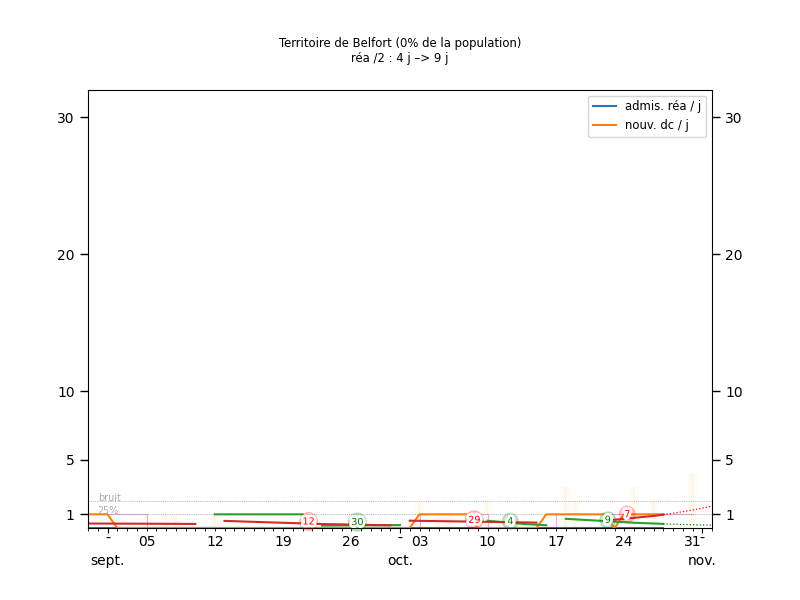 Territoire de Belfort (0% de la population)
réa /2 : 4 j –> 9 j
admis. réa / j
nouv. dc / j
30 30
20 20
10 10
5 5
bruit
25%
1 1
12 30 29 4 9 7
- 05 12 19 26 - 03 10 17 24 31-
sept. oct. nov.